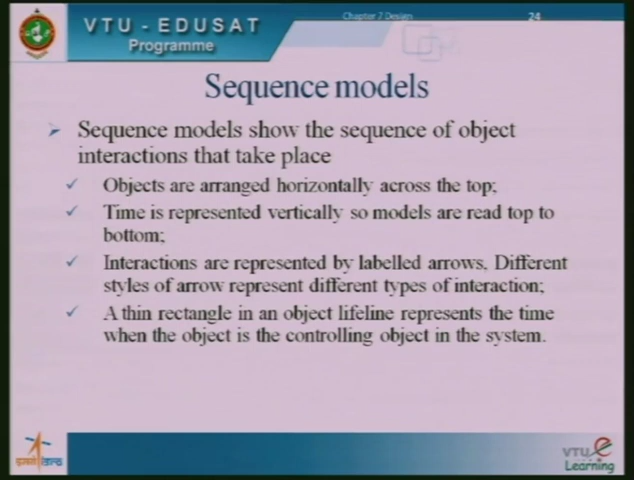 VTU - EDUSAT
Programme
Chapter 7 Design
24
Sequence models
Sequence models show the sequence of object
interactions that take place
Objects are arranged horizontally across the top;
Time is represented vertically so models are read top to
bottom;
Interactions are represented by labelled arrows, Different
styles of arrow represent different types of interaction;
A thin rectangle in an object lifeline represents the time
when the object is the controlling object in the system.
VTU e
Learning